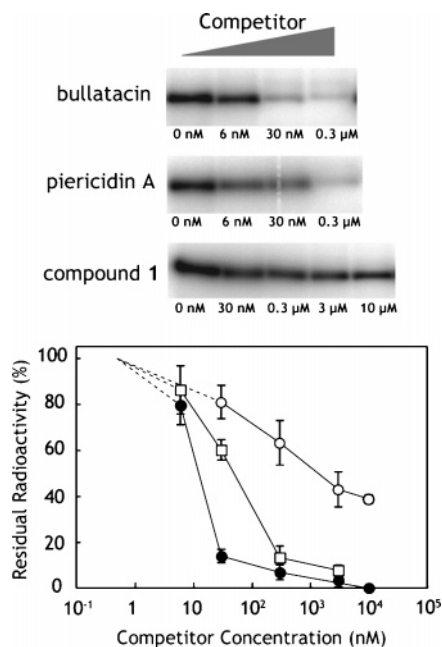 Competitor
bullatacin
0 nM 6 nM 30 nM 0.3 µM
piericidin A
0 nM 6 nM 30 nM 0.3 µM
compound 1
0 nM 30 nM 0.3 µM 3 µM 10 µM
Residual Radioactivity (%)
100
80
60
40
20
0
10⁻¹ 10⁰ 10¹ 10² 10³ 10⁴ 10⁵
Competitor Concentration (nM)